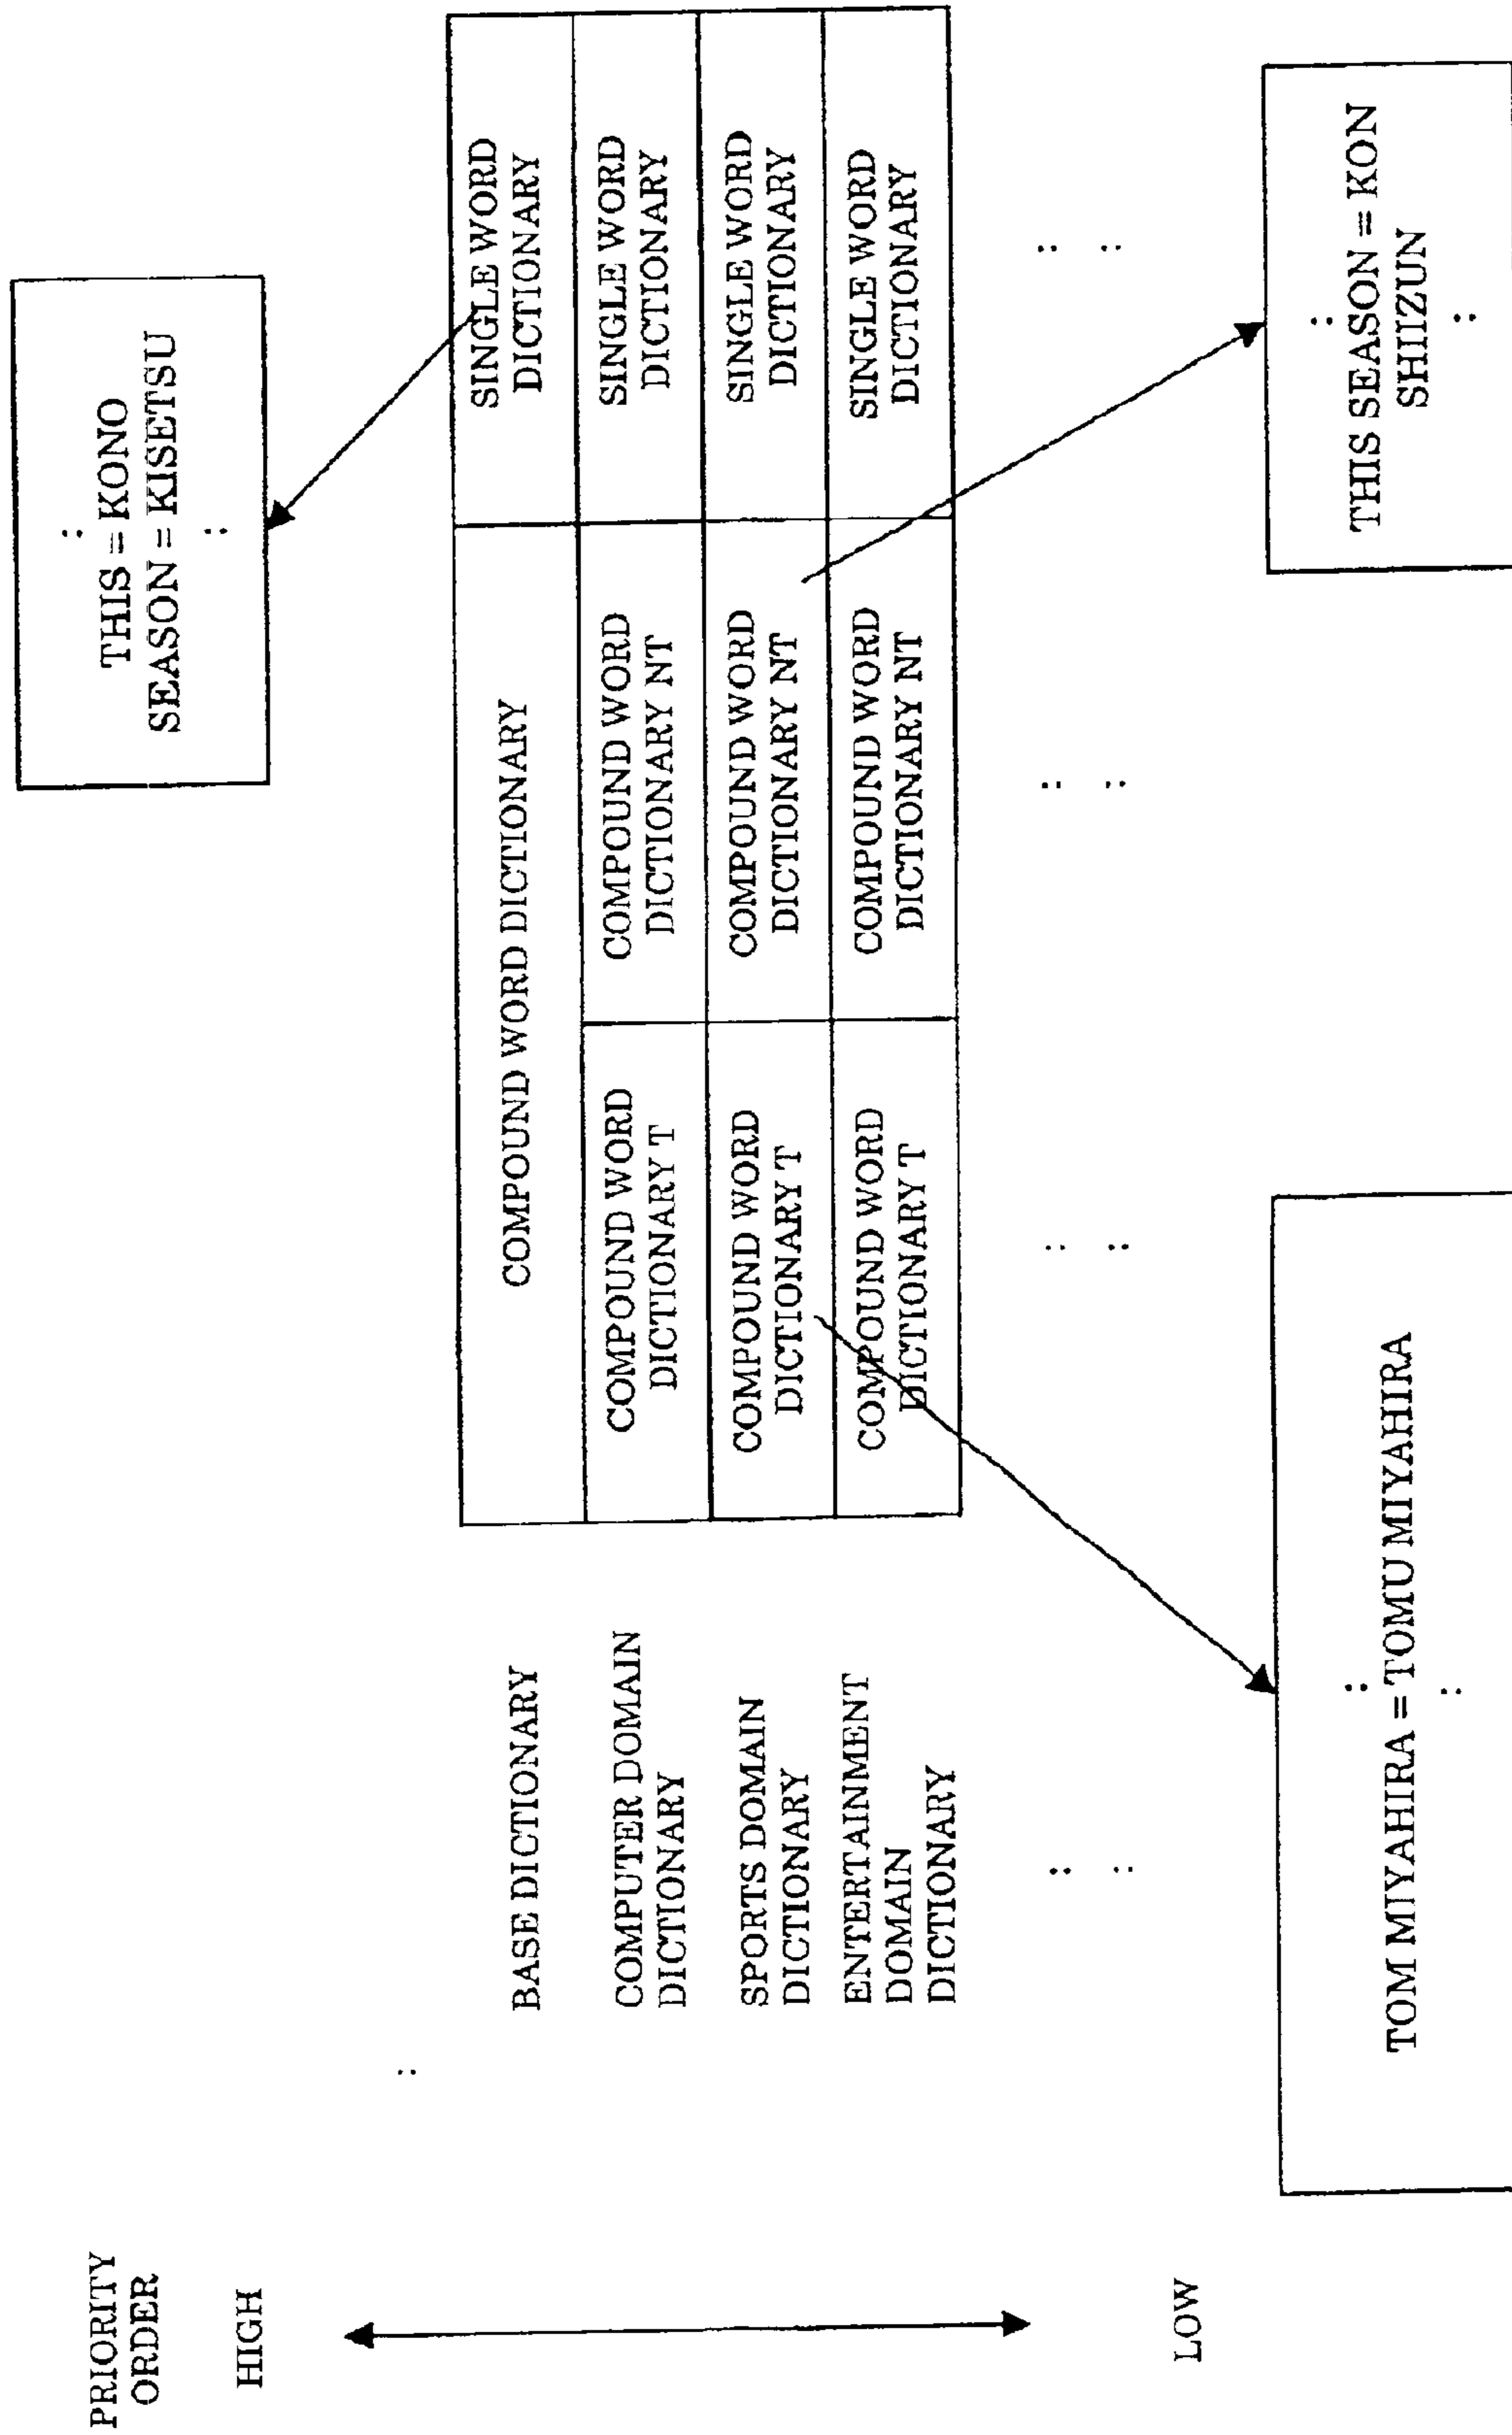 PRIORITY
ORDER
HIGH
LOW
:
THIS = KONO
SEASON = KISETSU
:
:
BASE DICTIONARY
COMPOUND WORD DICTIONARY
SINGLE WORD
DICTIONARY
COMPUTER DOMAIN
DICTIONARY
COMPOUND WORD
DICTIONARY T
COMPOUND WORD
DICTIONARY NT
SINGLE WORD
DICTIONARY
SPORTS DOMAIN
DICTIONARY
COMPOUND WORD
DICTIONARY T
COMPOUND WORD
DICTIONARY NT
SINGLE WORD
DICTIONARY
ENTERTAINMENT
DOMAIN
DICTIONARY
COMPOUND WORD
DICTIONARY T
COMPOUND WORD
DICTIONARY NT
SINGLE WORD
DICTIONARY
: : : :
: : : :
:
TOM MIYAHIRA = TOMU MIYAHIRA
:
:
THIS SEASON = KON
SHIZUN
: